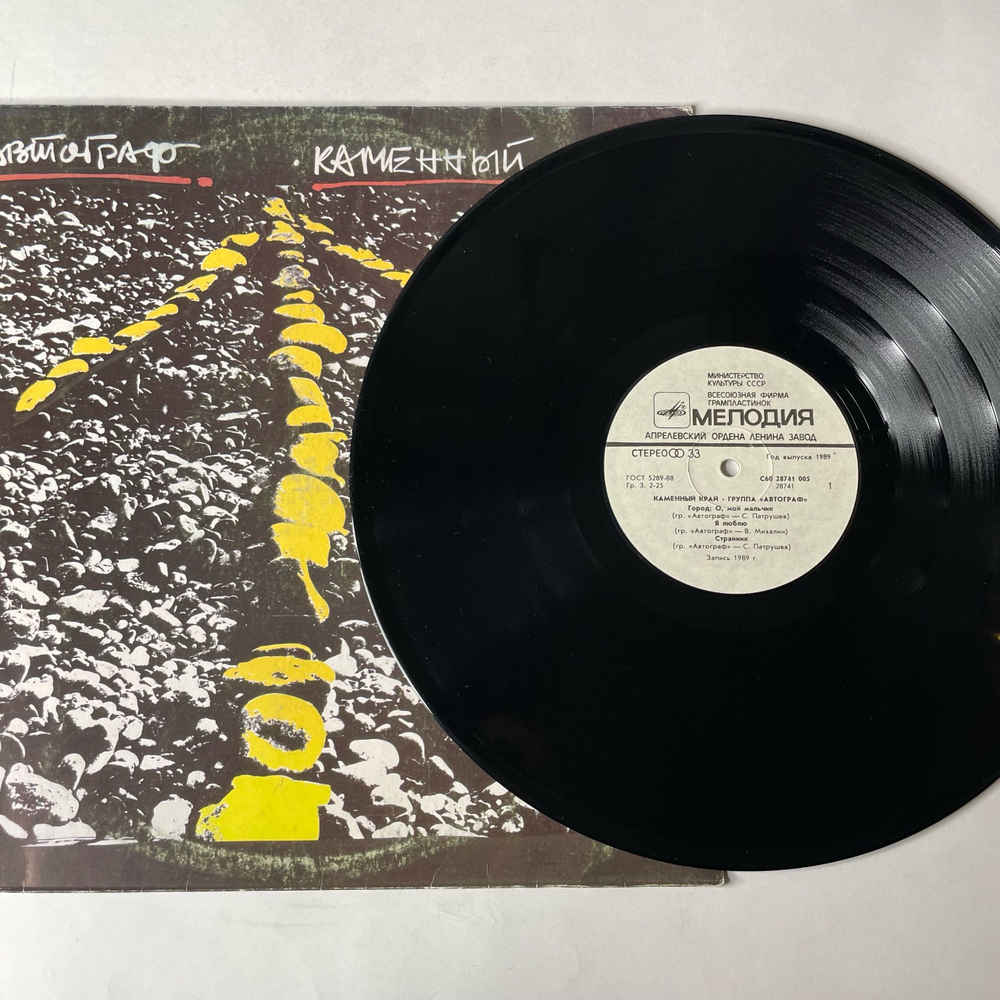 АВТОГРАФ
КАМЕННЫЙ
МИНИСТЕРСТВО
КУЛЬТУРЫ СССР
ВСЕСОЮЗНАЯ ФИРМА
ГРАМПЛАСТИНОК
МЕЛОДИЯ
АПРЕЛЕВСКИЙ ОРДЕНА ЛЕНИНА ЗАВОД
СТЕРЕО 33
Год выпуска 1989
ГОСТ 5289-88
Гр. 3. 2-25
С60 28741 005
28741
1
КАМЕННЫЙ КРАЙ - ГРУППА «АВТОГРАФ»
Город: О, мой мальчик
(гр. «Автограф» — С. Патрушев)
Я люблю
(гр. «Автограф» — В. Михалин)
Странник
(гр. «Автограф» — С. Патрушев)
Запись 1989 г.